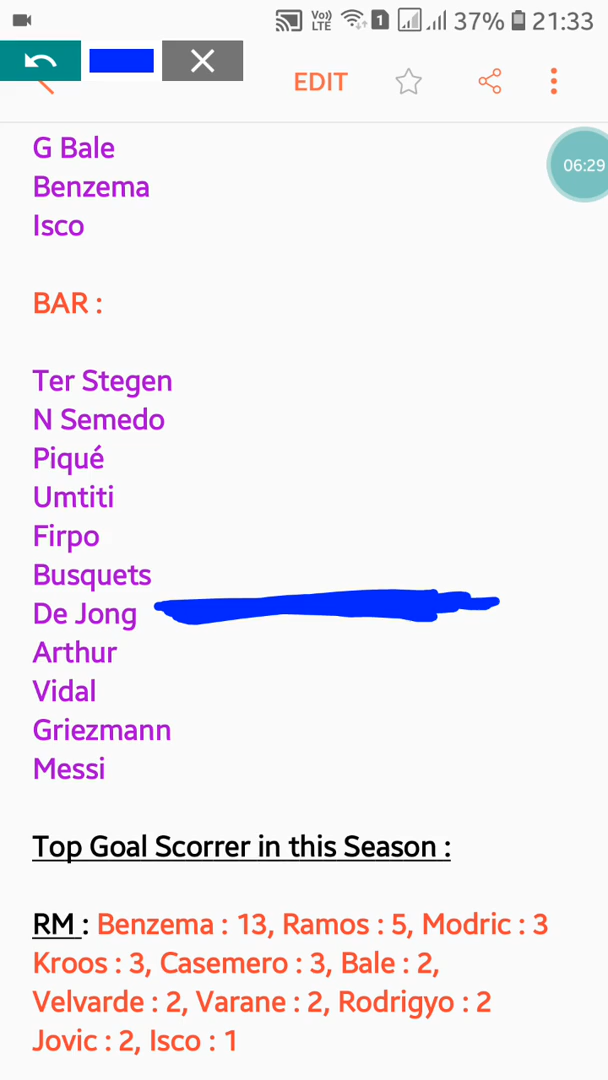 Vo)) LTE 1 37% 21:33
EDIT
06:29
G Bale
Benzema
Isco
BAR :
Ter Stegen
N Semedo
Piqué
Umtiti
Firpo
Busquets
De Jong
Arthur
Vidal
Griezmann
Messi
Top Goal Scorrer in this Season :
RM : Benzema : 13, Ramos : 5, Modric : 3
Kroos : 3, Casemero : 3, Bale : 2,
Velvarde : 2, Varane : 2, Rodrigyo : 2
Jovic : 2, Isco : 1